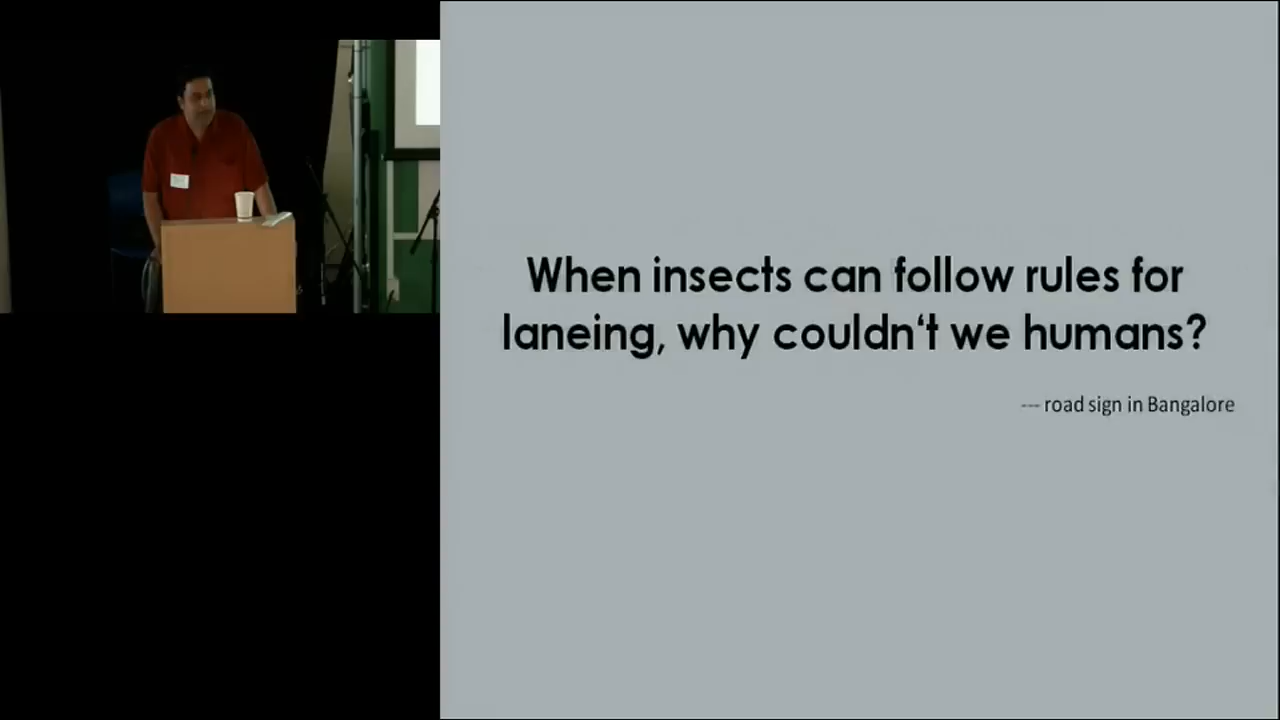 When insects can follow rules for
laneing, why couldn‘t we humans?
--- road sign in Bangalore